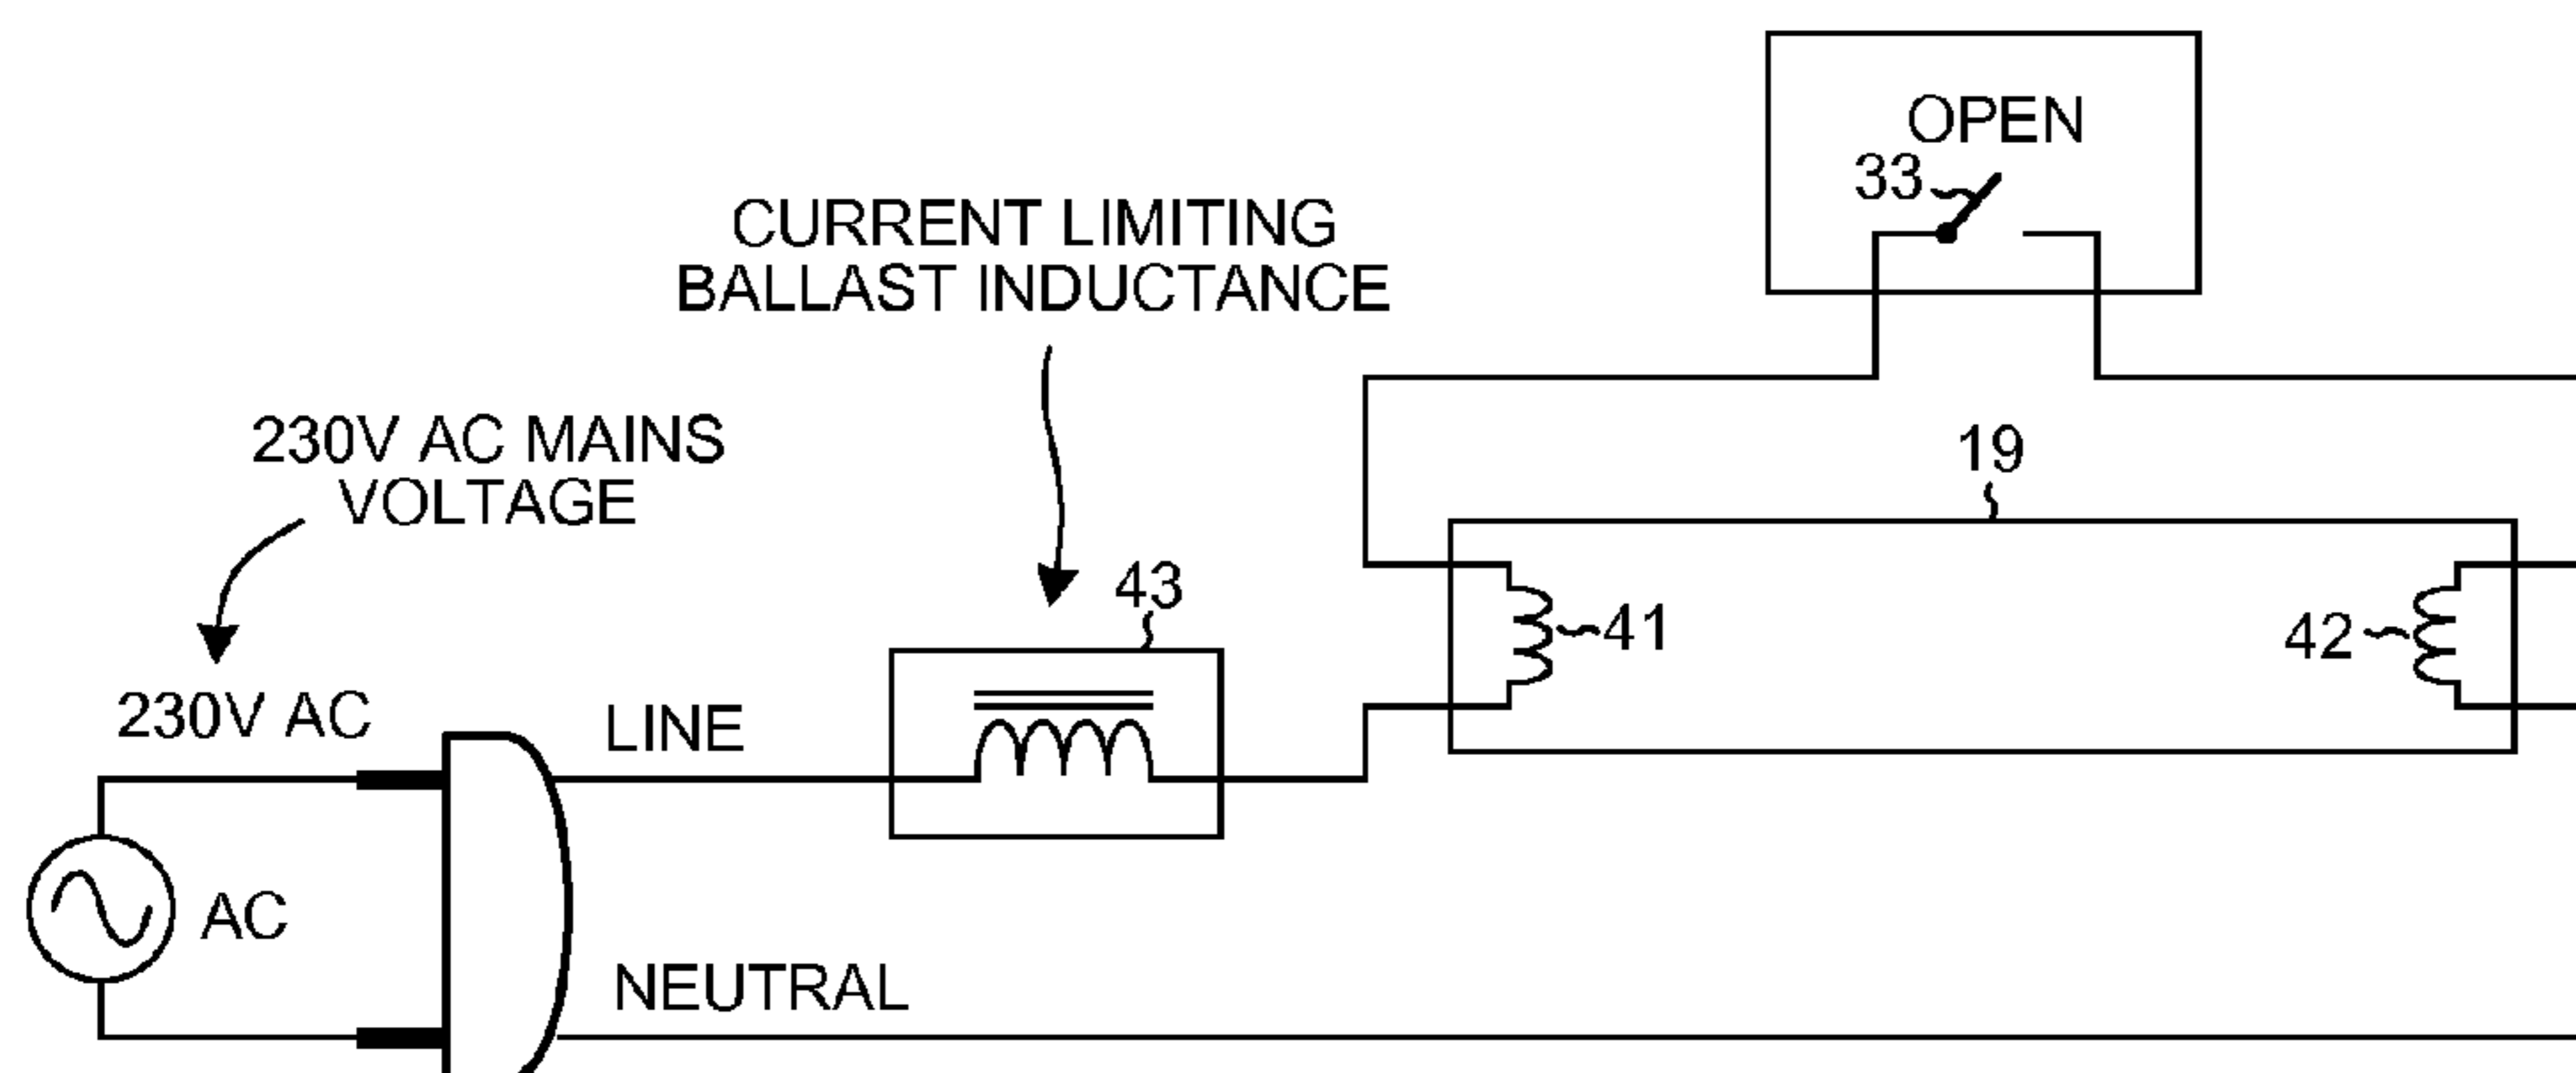 OPEN
33
CURRENT LIMITING
BALLAST INDUCTANCE
230V AC MAINS
VOLTAGE
19
43
41
42
230V AC
LINE
AC
NEUTRAL